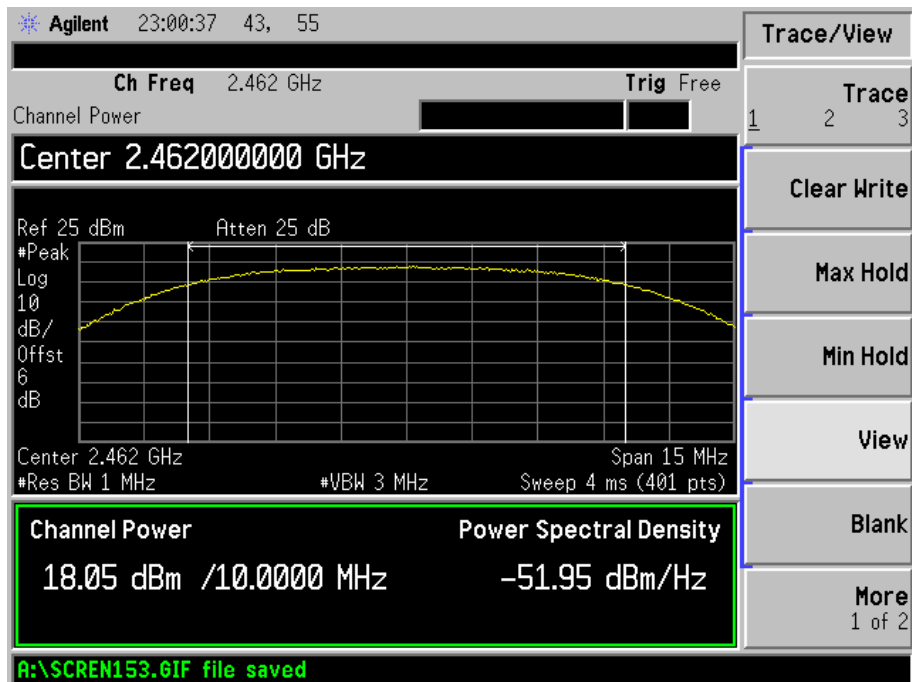 Agilent 23:00:37 43, 55
Trace/View
Ch Freq 2.462 GHz Trig Free
Channel Power
Trace
1 2 3
Center 2.462000000 GHz
Clear Write
Ref 25 dBm Atten 25 dB
#Peak
Log
10
dB/
Offst
6
dB
Max Hold
Min Hold
Center 2.462 GHz Span 15 MHz
#Res BW 1 MHz #VBW 3 MHz Sweep 4 ms (401 pts)
View
Channel Power Power Spectral Density
18.05 dBm /10.0000 MHz -51.95 dBm/Hz
Blank
More
1 of 2
A:\SCREN153.GIF file saved